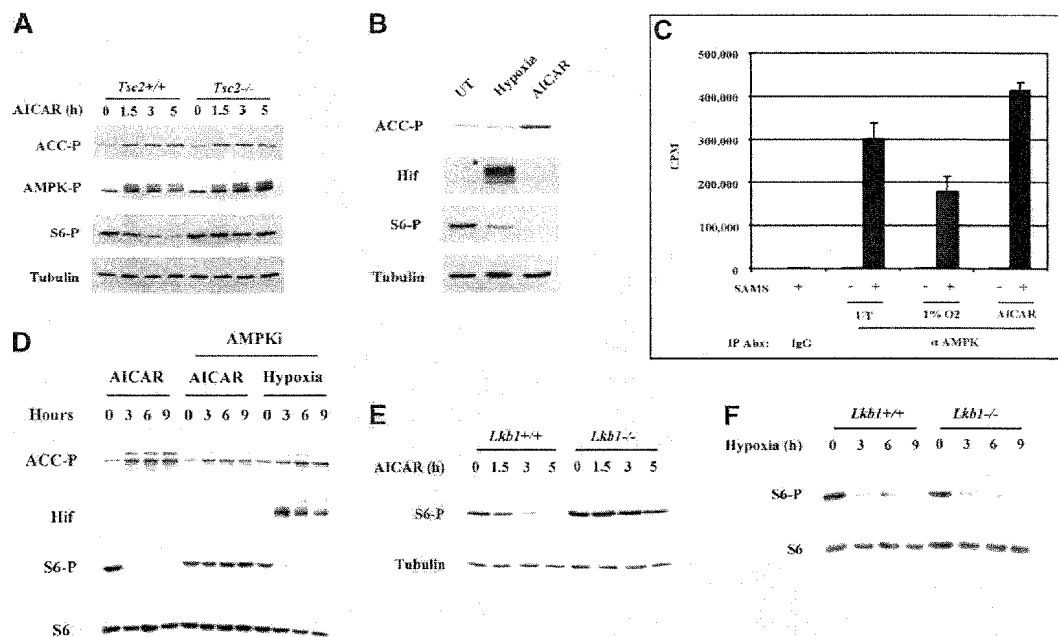 A
Tsc2+/+ Tsc2-/-
AICAR (h) 0 1.5 3 5 0 1.5 3 5
ACC-P
AMPK-P
S6-P
Tubulin
B
UT Hypoxia AICAR
ACC-P
Hif
S6-P
Tubulin
C
500,000
400,000
300,000
200,000
100,000
0
CPM
SAMS + - + - + - +
UT 1% O2 AICAR
IP Abx: IgG α AMPK
D
AMPKi
AICAR AICAR Hypoxia
Hours 0 3 6 9 0 3 6 9 0 3 6 9
ACC-P
Hif
S6-P
S6
E
Lkb1+/+ Lkb1-/-
AICAR (h) 0 1.5 3 5 0 1.5 3 5
S6-P
Tubulin
F
Lkb1+/+ Lkb1-/-
Hypoxia (h) 0 3 6 9 0 3 6 9
S6-P
S6